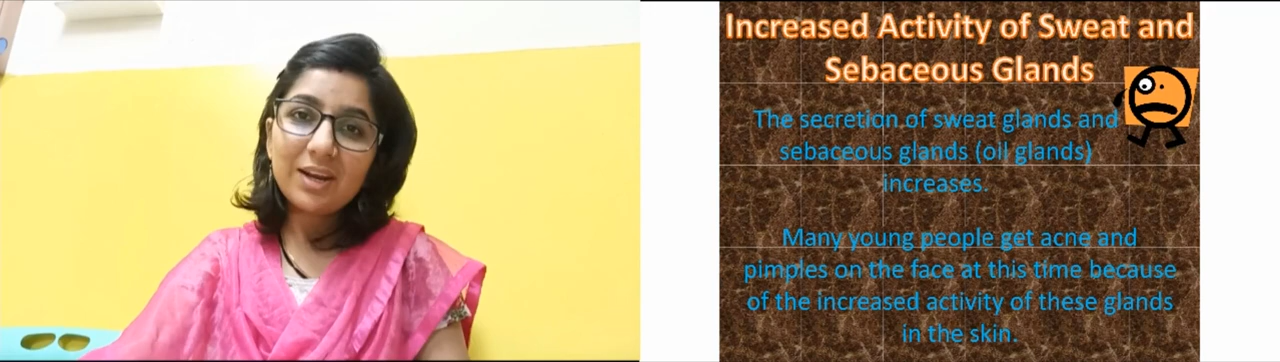 Increased Activity of Sweat and
Sebaceous Glands
The secretion of sweat glands and
sebaceous glands (oil glands)
increases.
Many young people get acne and
pimples on the face at this time because
of the increased activity of these glands
in the skin.